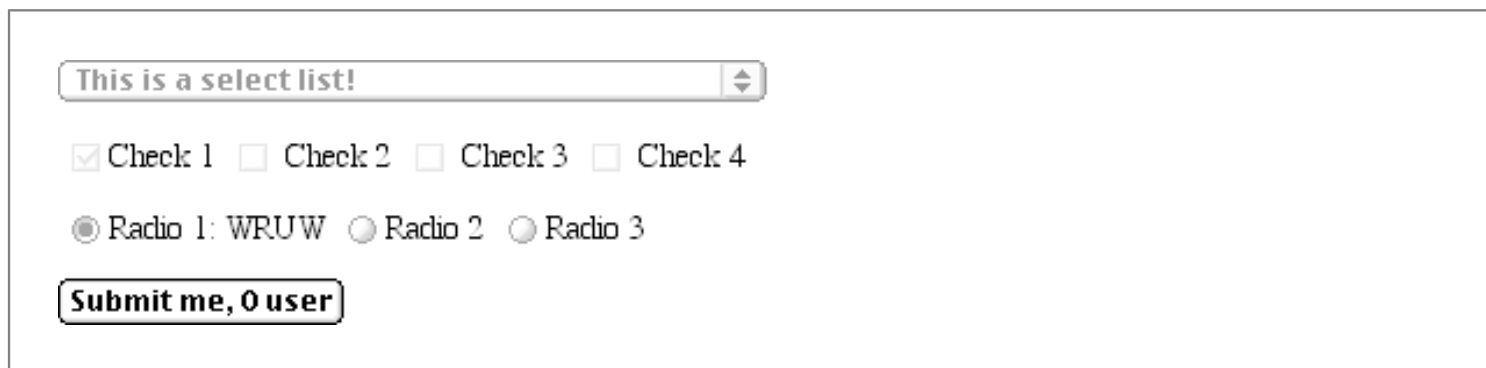 This is a select list!
Check 1 Check 2 Check 3 Check 4
Radio 1: WRUW Radio 2 Radio 3
Submit me, O user